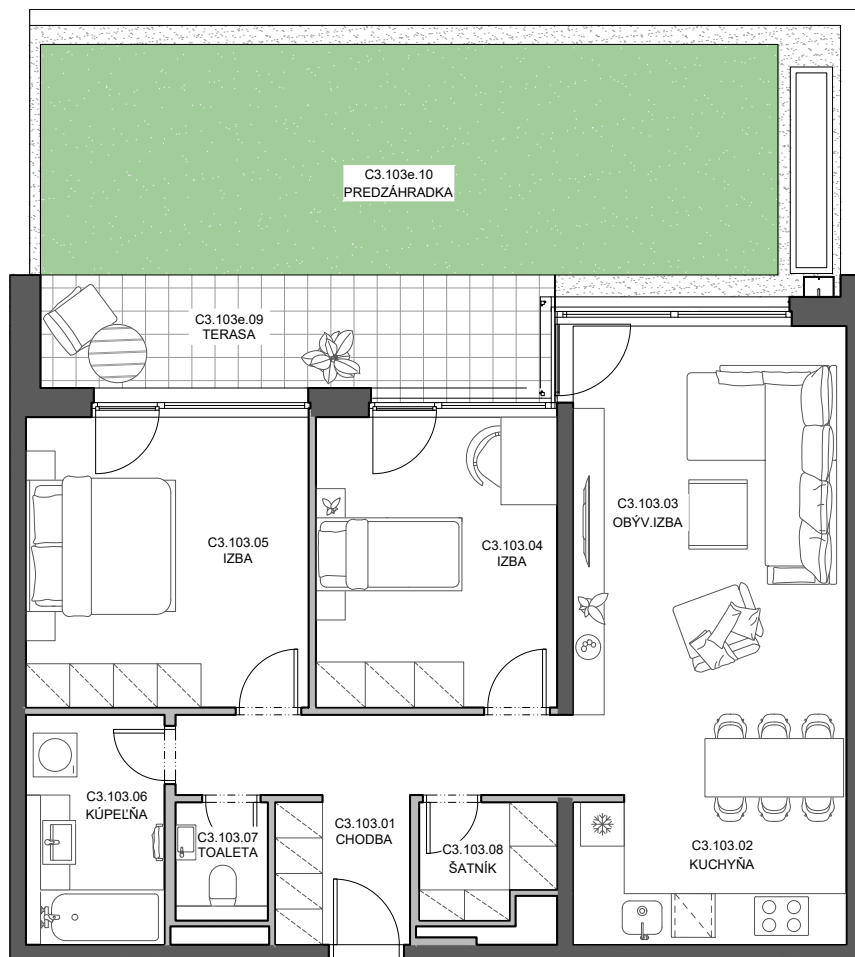 C3.103e.10
PREDZÁHRADKA
C3.103e.09
TERASA
C3.103.03
OBÝV.IZBA
C3.103.05
IZBA
C3.103.04
IZBA
C3.103.06
KÚPEĽŇA
C3.103.07
TOALETA
C3.103.01
CHODBA
C3.103.08
ŠATNÍK
C3.103.02
KUCHYŇA